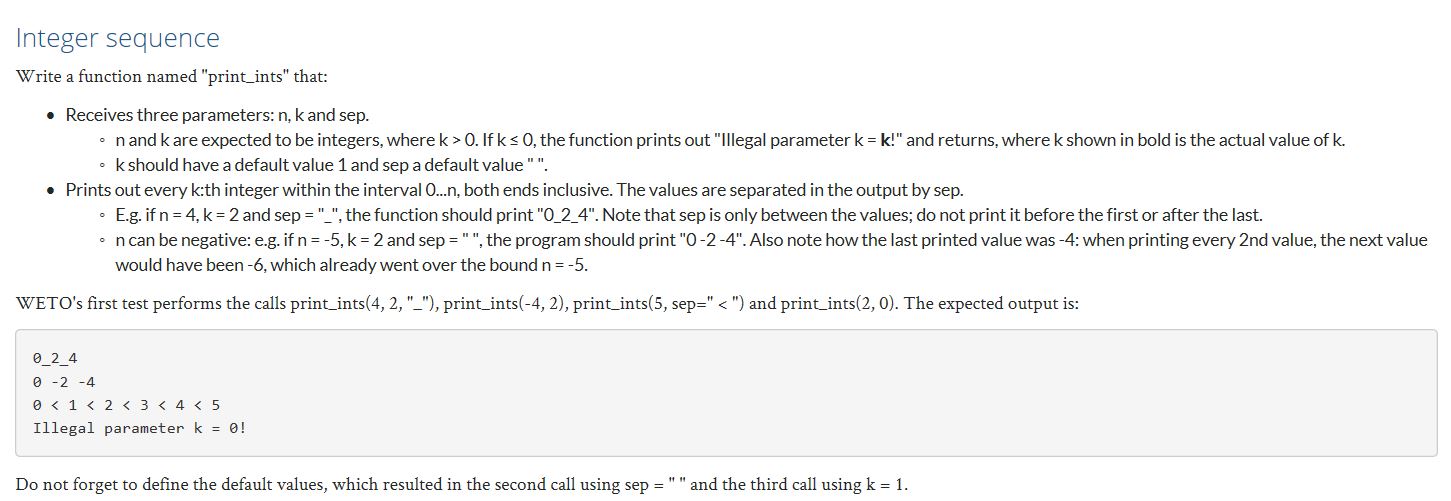 Integer sequence
Write a function named "print_ints" that:
• Receives three parameters: n, k and sep.
◦ n and k are expected to be integers, where k > 0. If k ≤ 0, the function prints out "Illegal parameter k = k!" and returns, where k shown in bold is the actual value of k.
◦ k should have a default value 1 and sep a default value " ".
• Prints out every k:th integer within the interval 0...n, both ends inclusive. The values are separated in the output by sep.
◦ E.g. if n = 4, k = 2 and sep = "_", the function should print "0_2_4". Note that sep is only between the values; do not print it before the first or after the last.
◦ n can be negative: e.g. if n = -5, k = 2 and sep = " ", the program should print "0 -2 -4". Also note how the last printed value was -4: when printing every 2nd value, the next value
would have been -6, which already went over the bound n = -5.
WETO's first test performs the calls print_ints(4, 2, "_"), print_ints(-4, 2), print_ints(5, sep=" < ") and print_ints(2, 0). The expected output is:
0_2_4
0 -2 -4
0 < 1 < 2 < 3 < 4 < 5
Illegal parameter k = 0!
Do not forget to define the default values, which resulted in the second call using sep = " " and the third call using k = 1.